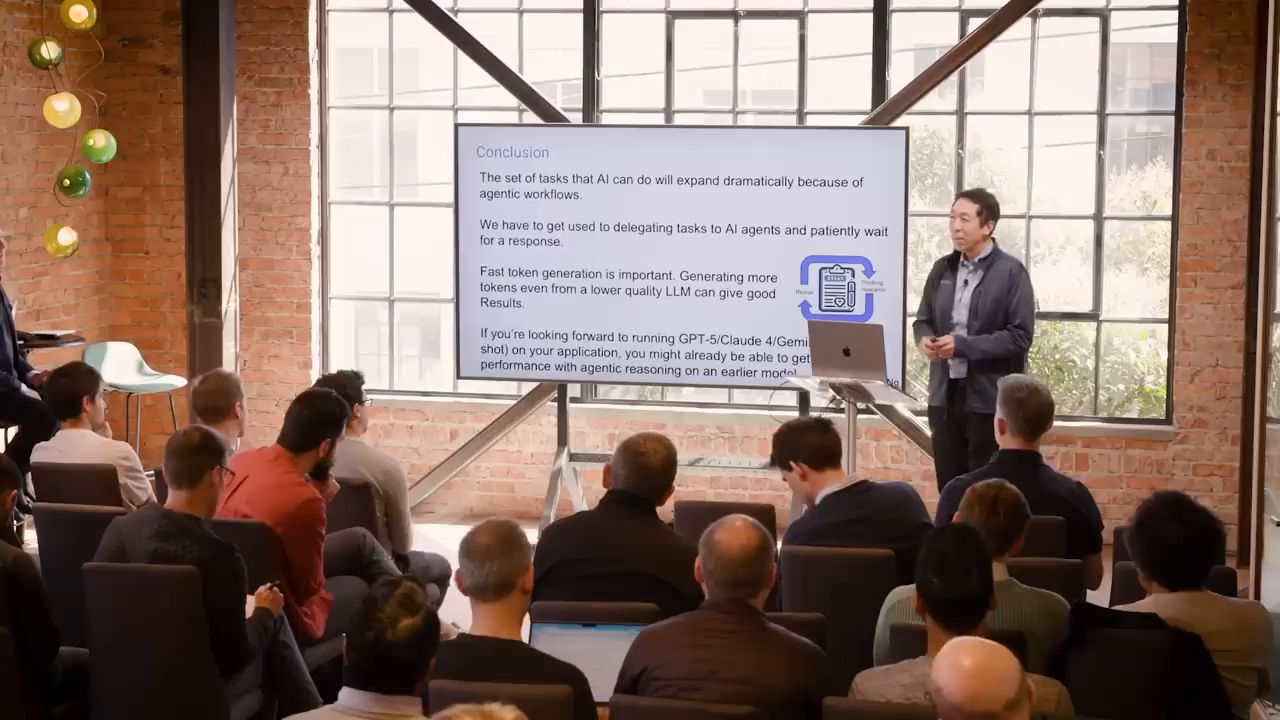 Conclusion
The set of tasks that AI can do will expand dramatically because of
agentic workflows.
We have to get used to delegating tasks to AI agents and patiently wait
for a response.
Fast token generation is important. Generating more
tokens even from a lower quality LLM can give good
Results.
Revise
Thinking
research
If you're looking forward to running GPT-5/Claude 4/Gemi
shot) on your application, you might already be able to get
performance with agentic reasoning on an earlier model
Ng